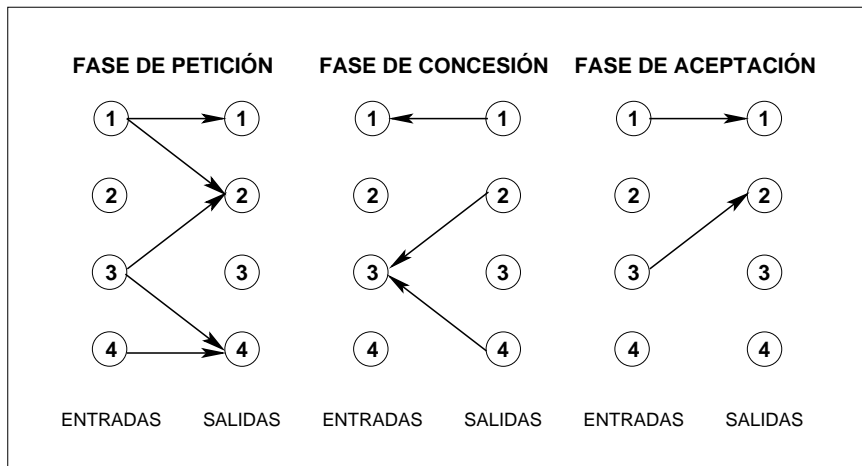 FASE DE PETICIÓN FASE DE CONCESIÓN FASE DE ACEPTACIÓN
1 1 1 1 1 1
2 2 2 2 2 2
3 3 3 3 3 3
4 4 4 4 4 4
ENTRADAS SALIDAS ENTRADAS SALIDAS ENTRADAS SALIDAS